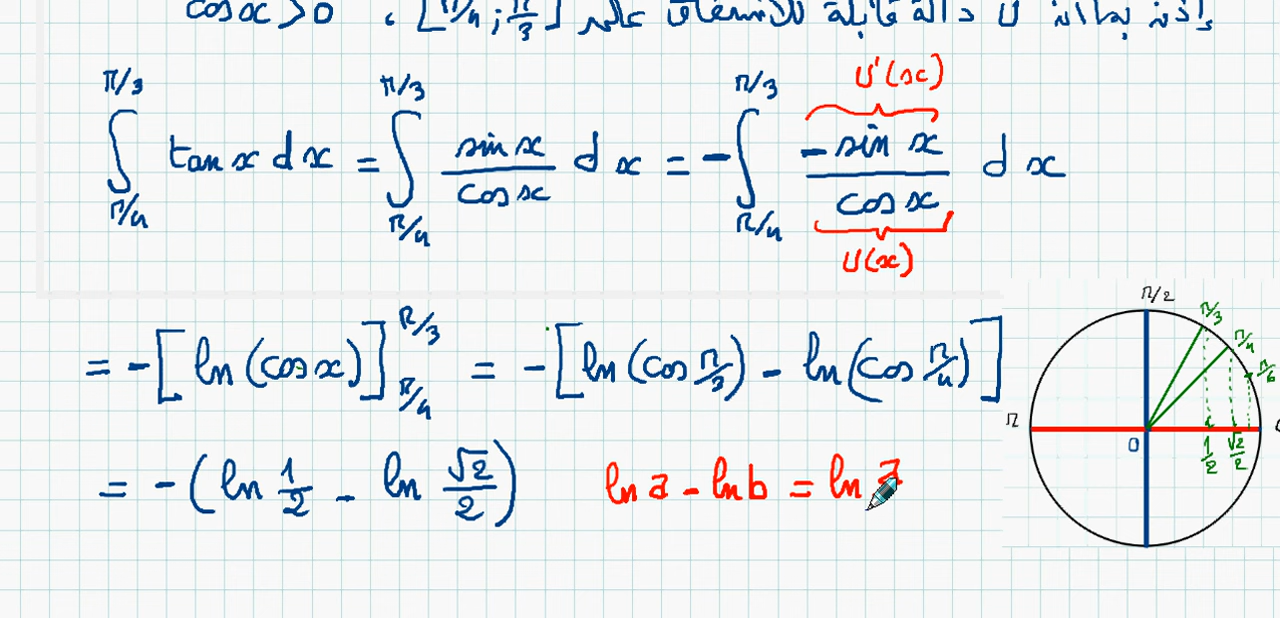 وإذن بما أن U دالة قابلة للاشتقاق على [π/4 ; π/3] ، cos x > 0
∫_{π/4}^{π/3} tan x dx = ∫_{π/4}^{π/3} sin x / cos x dx = -∫_{π/4}^{π/3} -sin x / cos x dx
U'(x)
U(x)
= -[ln(cos x)]_{π/4}^{π/3} = -[ln(cos π/3) - ln(cos π/4)]
= -(ln 1/2 - ln √2/2)
ln a - ln b = ln a
π/2
π/3
π/4
π/6
π
0
1/2
√2/2